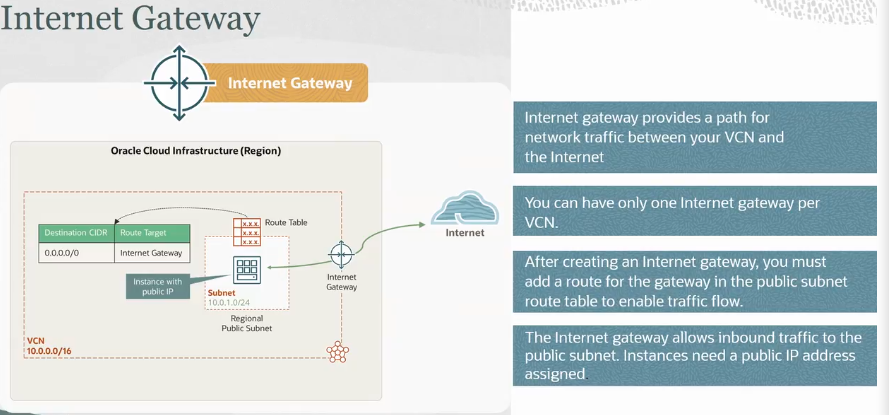 Internet Gateway
Internet Gateway
Oracle Cloud Infrastructure (Region)
Destination CIDR Route Target
0.0.0.0/0 Internet Gateway
x.x.x. Route Table
x.x.x.
x.x.x.
Instance with
public IP
Subnet
10.0.1.0/24
Regional
Public Subnet
Internet
Gateway
Internet
VCN
10.0.0.0/16
Internet gateway provides a path for
network traffic between your VCN and
the Internet
You can have only one Internet gateway per
VCN.
After creating an Internet gateway, you must
add a route for the gateway in the public subnet
route table to enable traffic flow.
The Internet gateway allows inbound traffic to the
public subnet. Instances need a public IP address
assigned